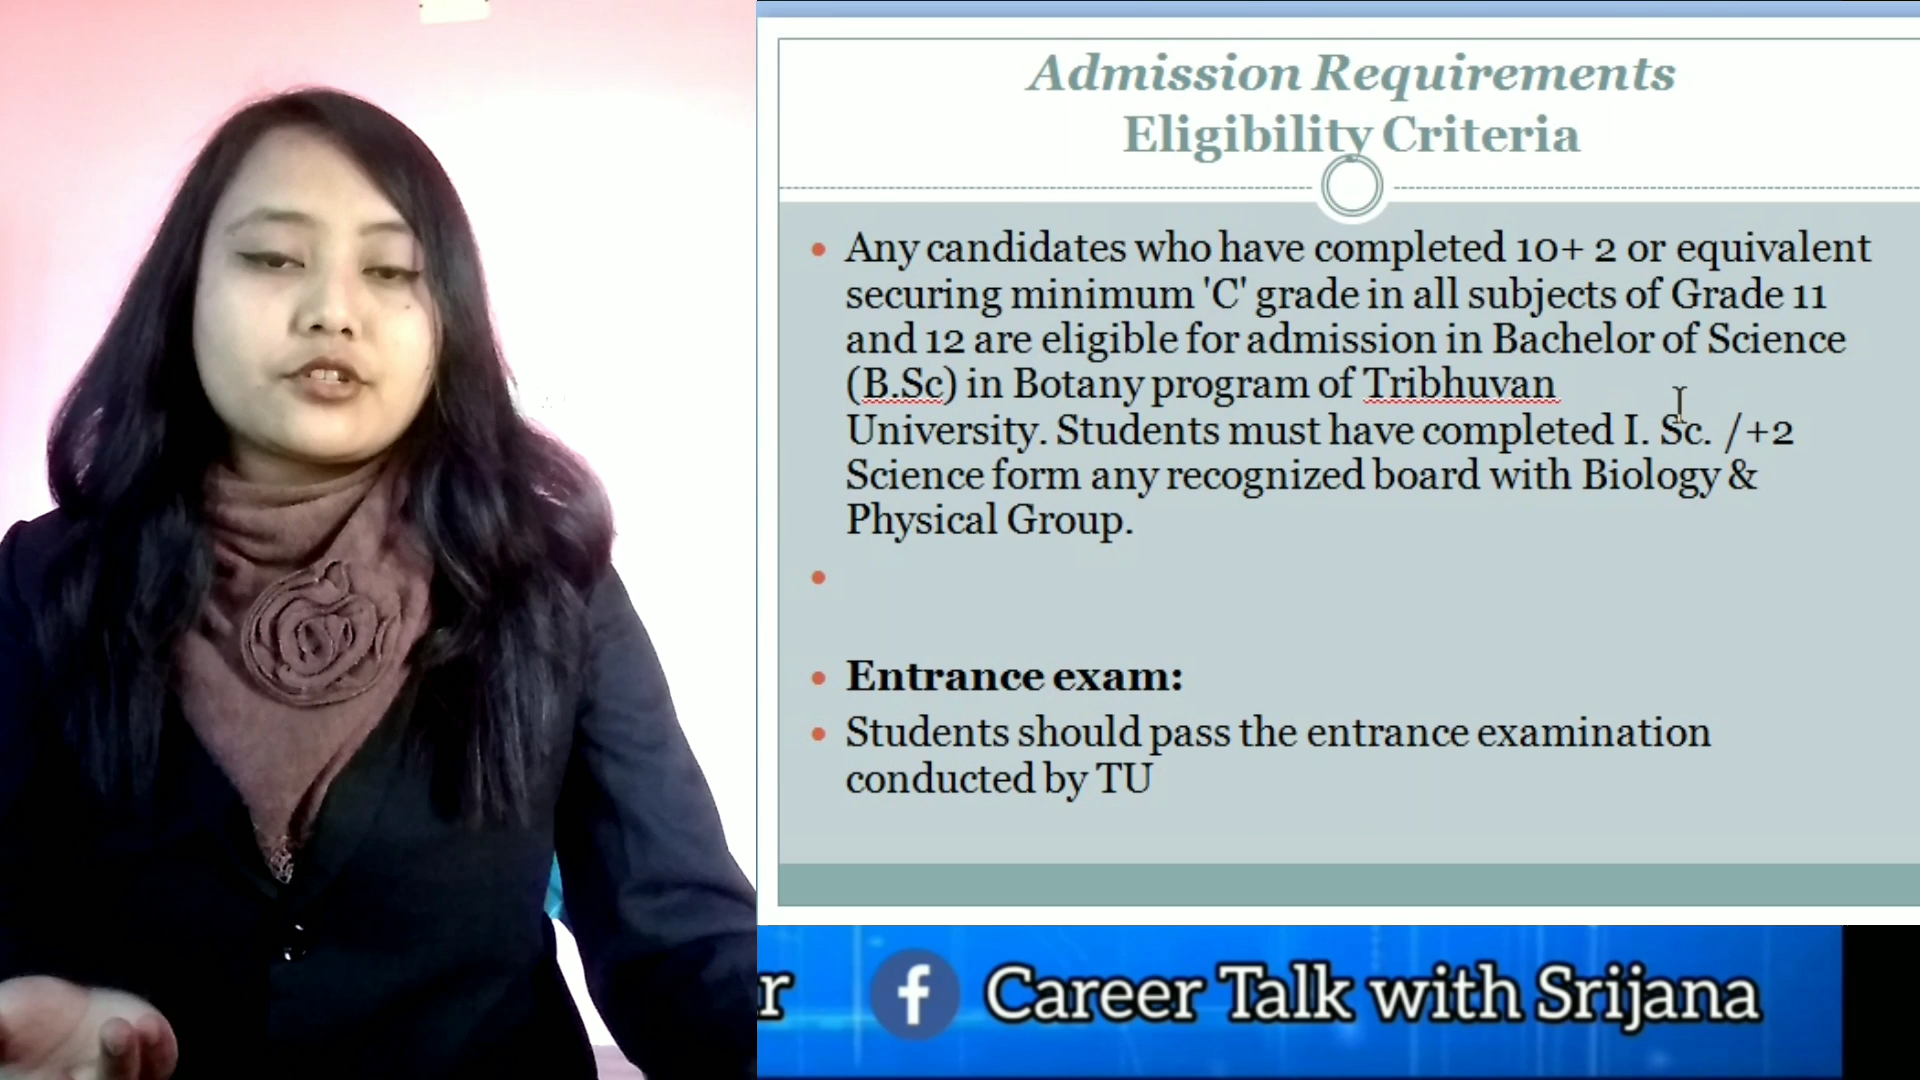 Admission Requirements
Eligibility Criteria
Any candidates who have completed 10+ 2 or equivalent
securing minimum 'C' grade in all subjects of Grade 11
and 12 are eligible for admission in Bachelor of Science
(B.Sc) in Botany program of Tribhuvan
University. Students must have completed I. Sc. /+2
Science form any recognized board with Biology &
Physical Group.
Entrance exam:
Students should pass the entrance examination
conducted by TU
r f Career Talk with Srijana